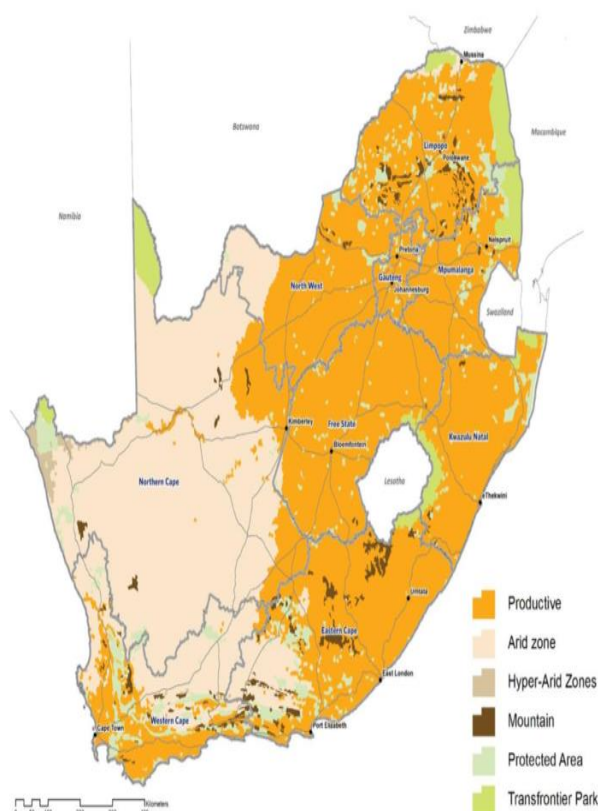 Zimbabwe
Mussina
Botswana
Mocambique
Limpopo
Polokwane
Namibia
Nelspruit
Pretoria
Mpumalanga
North West
Gauteng
Johannesburg
Swaziland
Kimberley
Free State
Bloemfontein
Kwazulu Natal
Northern Cape
Lesotho
eThekwini
Umtata
Eastern Cape
East London
Western Cape
Port Elizabeth
Cape Town
Kilometers
Productive
Arid zone
Hyper-Arid Zones
Mountain
Protected Area
Transfrontier Park